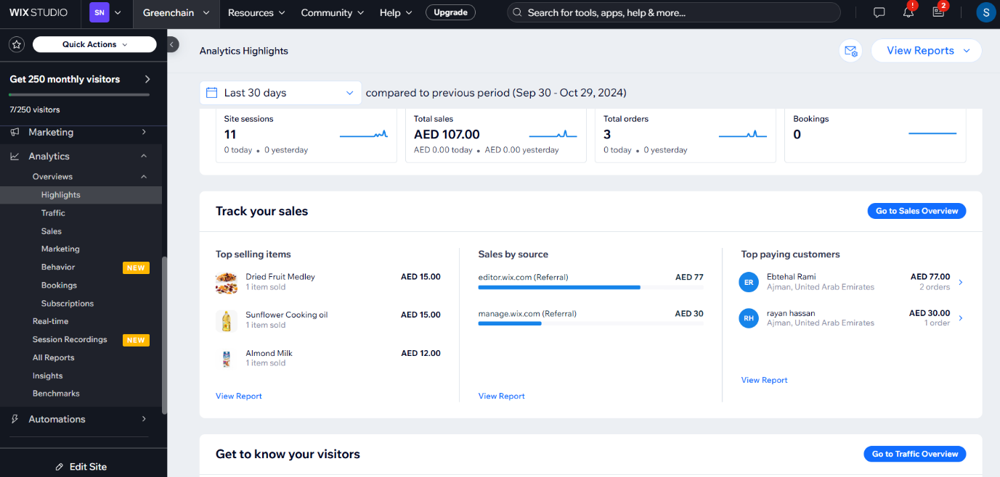 WIX STUDIO SN Greenchain Resources Community Help Upgrade Search for tools, apps, help & more... ! 2 S
Quick Actions
Get 250 monthly visitors
7/250 visitors
Marketing
Analytics
Overviews
Highlights
Traffic
Sales
Marketing
Behavior NEW
Bookings
Subscriptions
Real-time
Session Recordings NEW
All Reports
Insights
Benchmarks
Automations
Edit Site
Analytics Highlights View Reports
Last 30 days compared to previous period (Sep 30 - Oct 29, 2024)
Site sessions
11
0 today • 0 yesterday
Total sales
AED 107.00
AED 0.00 today • AED 0.00 yesterday
Total orders
3
0 today • 0 yesterday
Bookings
0
Track your sales Go to Sales Overview
Top selling items
Dried Fruit Medley AED 15.00
1 item sold
Sunflower Cooking oil AED 15.00
1 item sold
Almond Milk AED 12.00
1 item sold
View Report
Sales by source
editor.wix.com (Referral) AED 77
manage.wix.com (Referral) AED 30
View Report
Top paying customers
ER Ebtehal Rami AED 77.00
Ajman, United Arab Emirates 2 orders
RH rayan hassan AED 30.00
Ajman, United Arab Emirates 1 order
View Report
Get to know your visitors Go to Traffic Overview